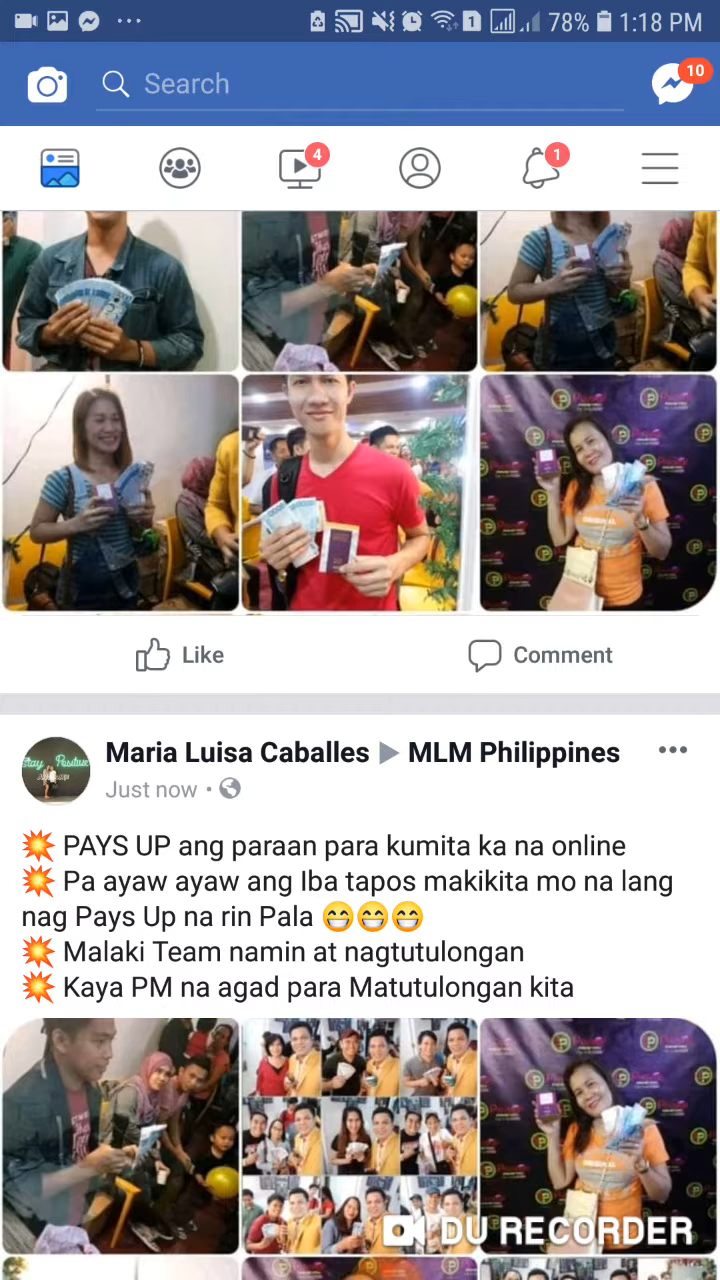 78% 1:18 PM
1
Search
10
4
1
Like
Comment
Maria Luisa Caballes ▶ MLM Philippines
Just now •
💥 PAYS UP ang paraan para kumita ka na online
💥 Pa ayaw ayaw ang Iba tapos makikita mo na lang
nag Pays Up na rin Pala 😁😁😁
💥 Malaki Team namin at nagtutulongan
💥 Kaya PM na agad para Matutulongan kita
DU RECORDER